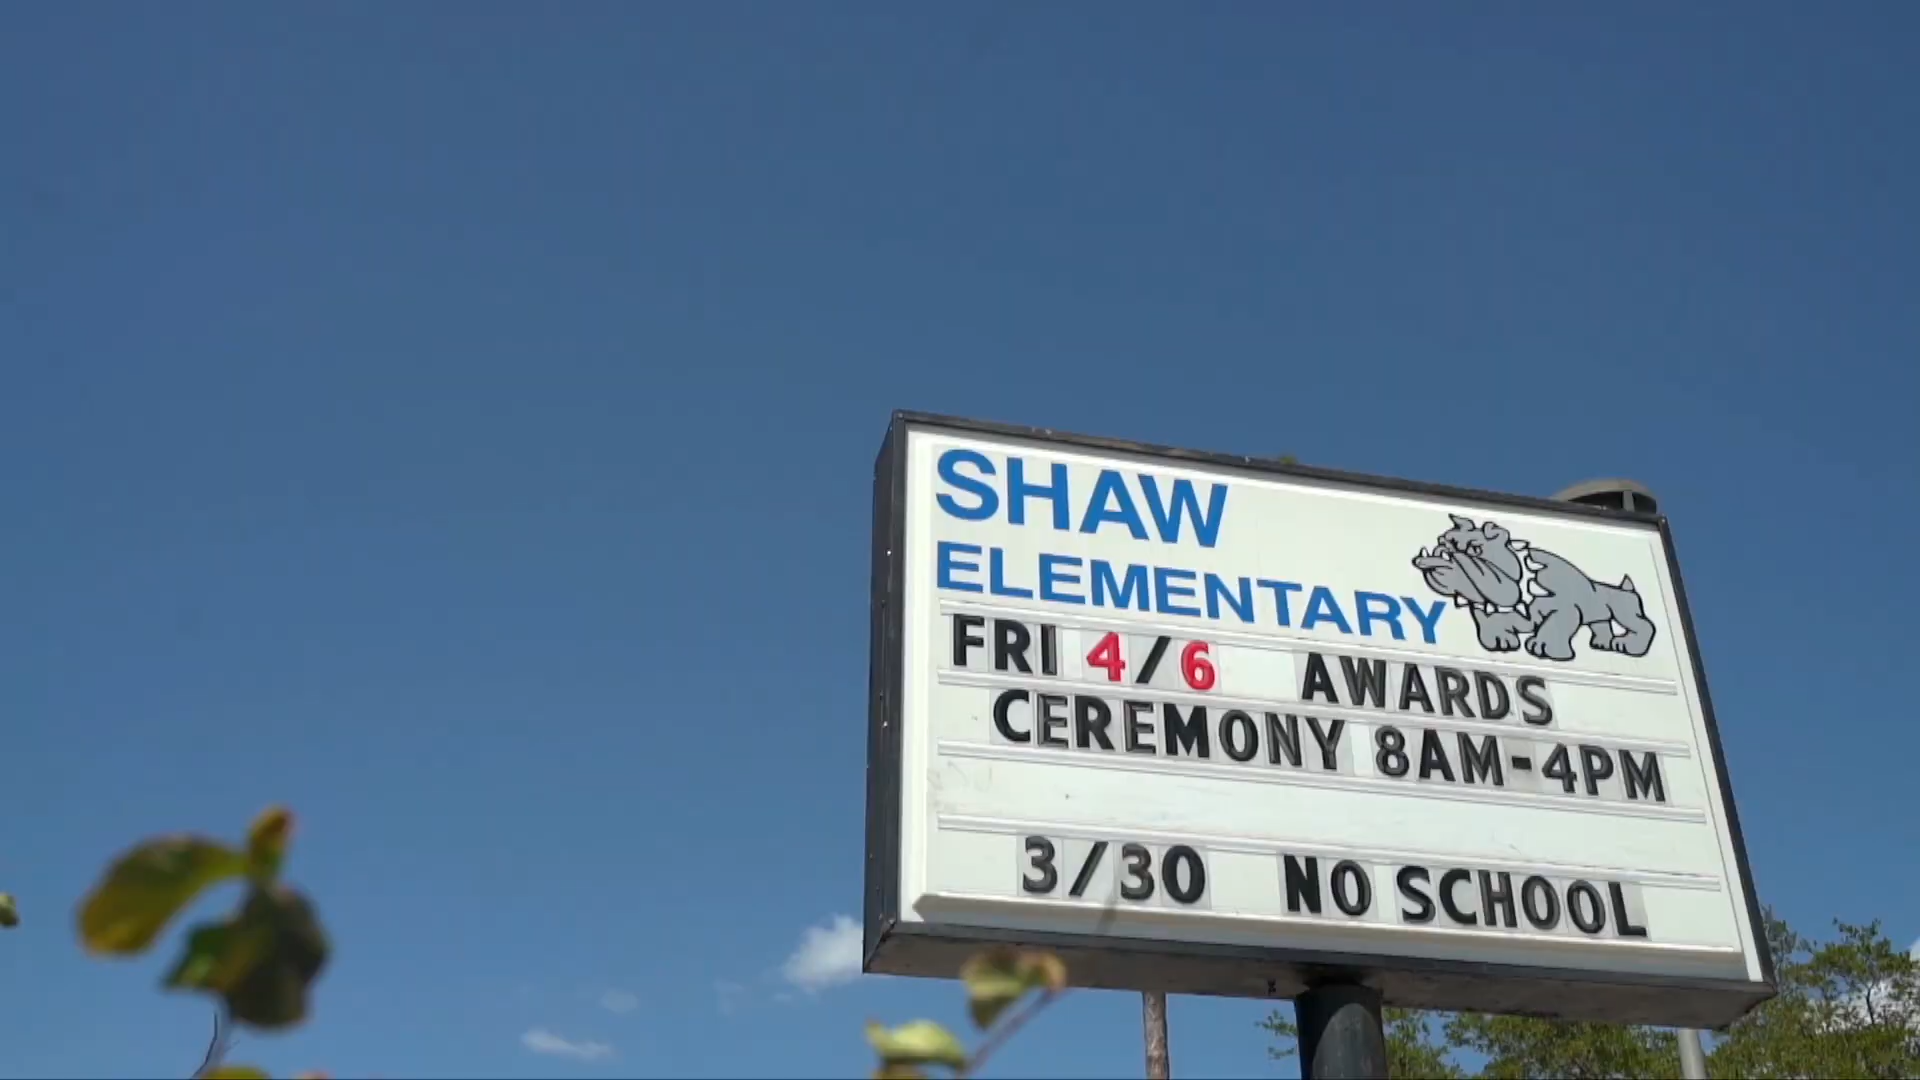 SHAW
ELEMENTARY
FRI 4/6 AWARDS
CEREMONY 8AM-4PM
3/30 NO SCHOOL